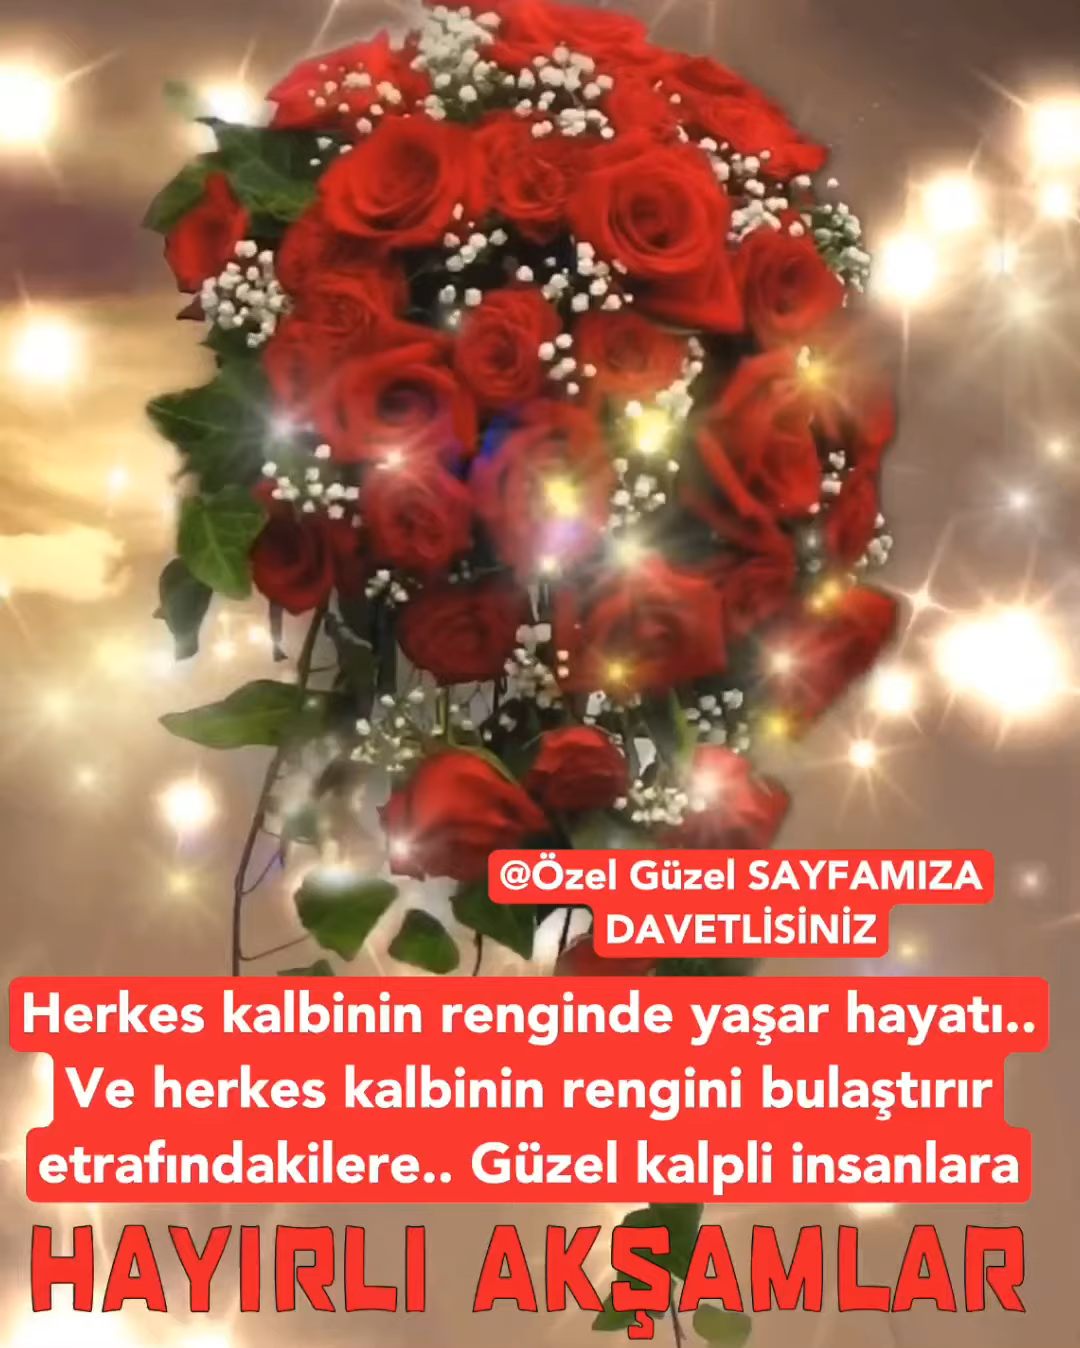 @Özel Güzel SAYFAMIZA
DAVETLİSİNİZ
Herkes kalbinin renginde yaşar hayatı..
Ve herkes kalbinin rengini bulaştırır
etrafındakilere.. Güzel kalpli insanlara
HAYIRLI AKŞAMLAR